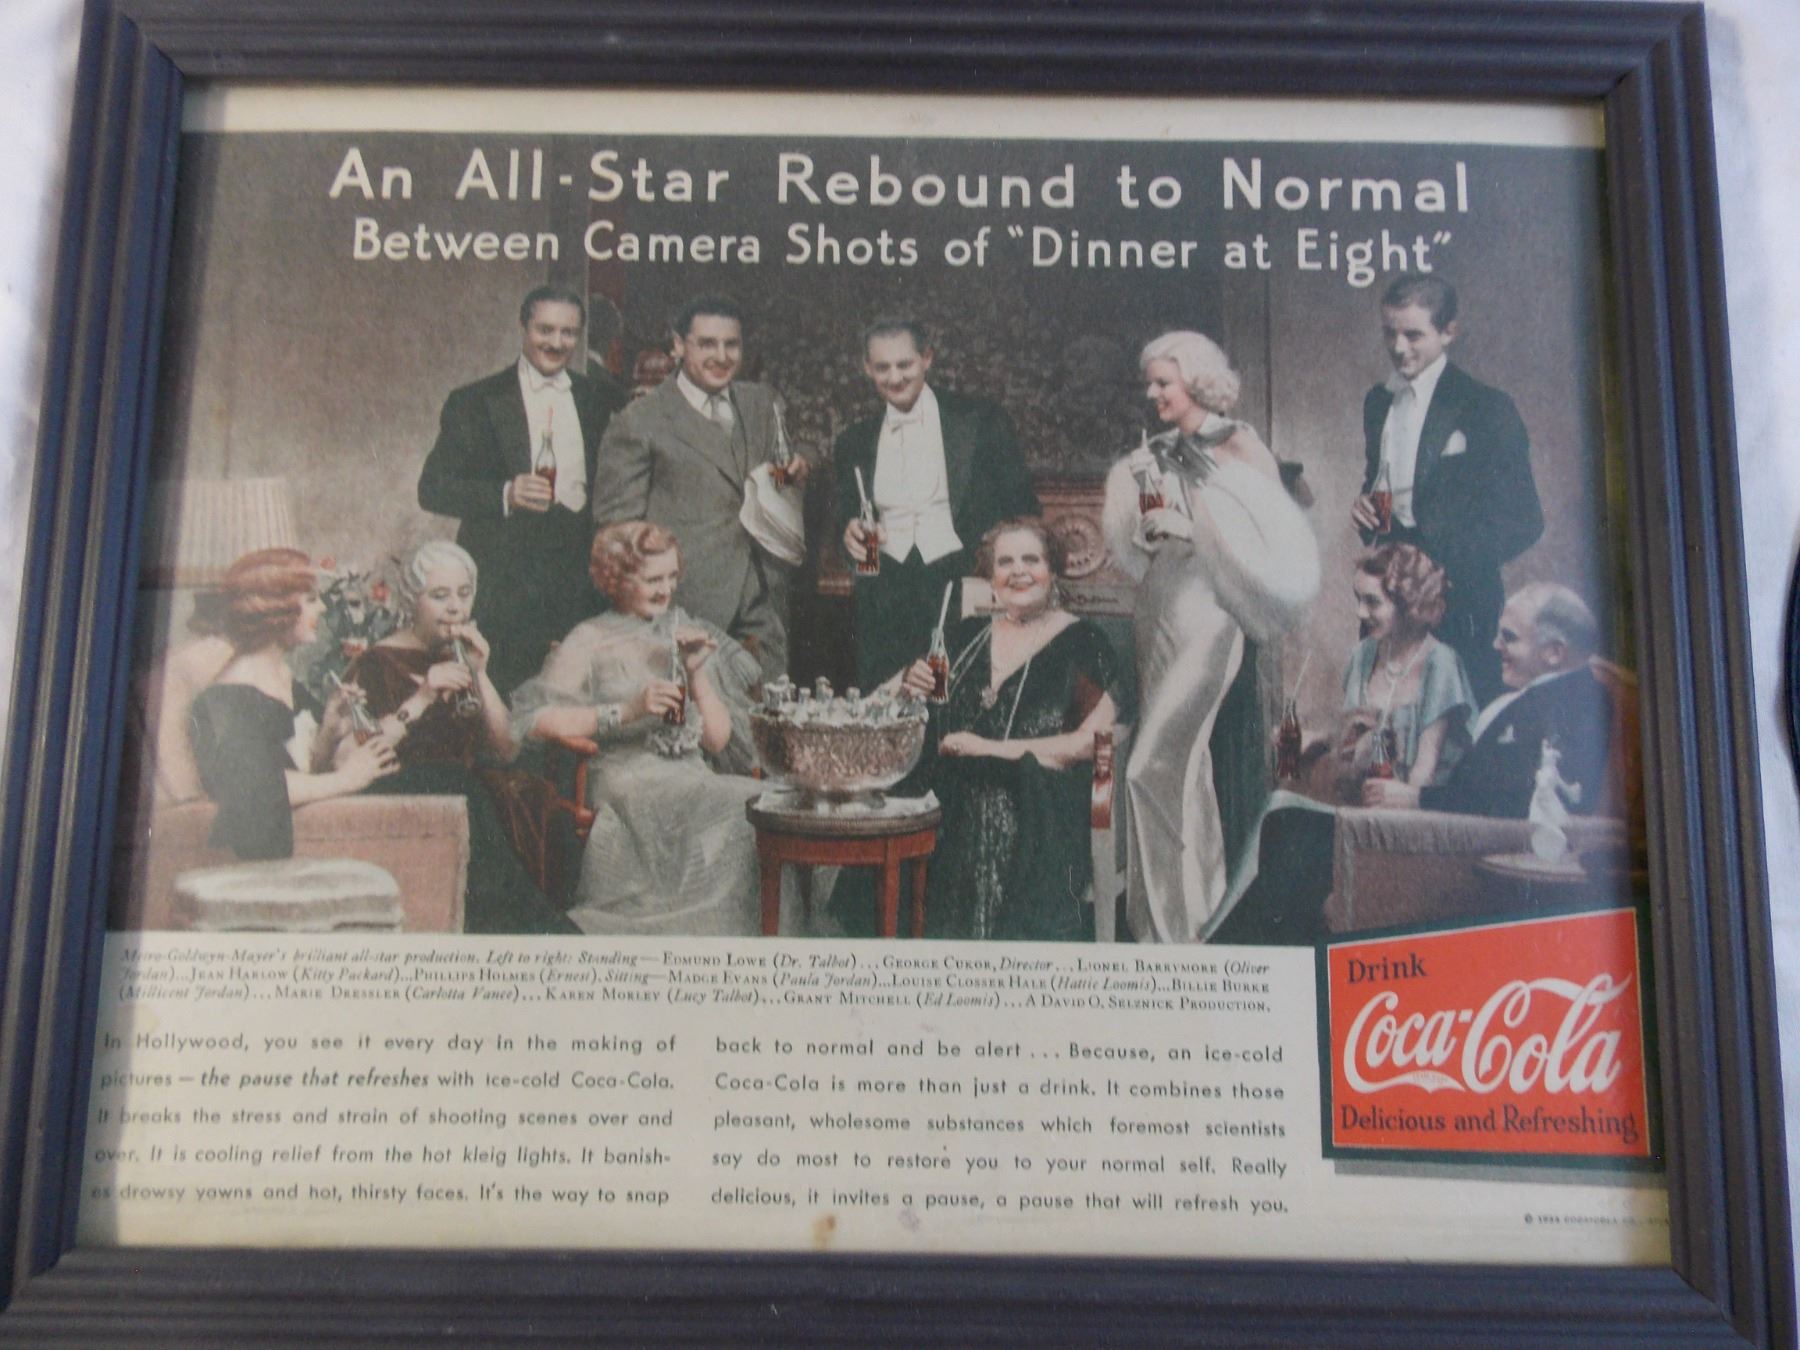 An All-Star Rebound to Normal
Between Camera Shots of "Dinner at Eight"
Metro-Goldwyn-Mayer's brilliant all-star production. Left to right: Standing—EDMUND LOWE (Dr. Talbot)...GEORGE CUKOR, Director...LIONEL BARRYMORE (Oliver
Jordan)...JEAN HARLOW (Kitty Packard)...PHILLIPS HOLMES (Ernest). Sitting—MADGE EVANS (Paula Jordan)...LOUISE CLOSSER HALE (Hattie Loomis)...BILLIE BURKE
(Millicent Jordan)...MARIE DRESSLER (Carlotta Vance)...KAREN MORLEY (Lucy Talbot)...GRANT MITCHELL (Ed Loomis)...A DAVID O. SELZNICK PRODUCTION.
In Hollywood, you see it every day in the making of
pictures — the pause that refreshes with ice-cold Coca-Cola.
It breaks the stress and strain of shooting scenes over and
over. It is cooling relief from the hot kleig lights. It banish-
es drowsy yawns and hot, thirsty faces. It's the way to snap
back to normal and be alert ... Because, an ice-cold
Coca-Cola is more than just a drink. It combines those
pleasant, wholesome substances which foremost scientists
say do most to restore you to your normal self. Really
delicious, it invites a pause, a pause that will refresh you.
Drink
Coca-Cola
Delicious and Refreshing